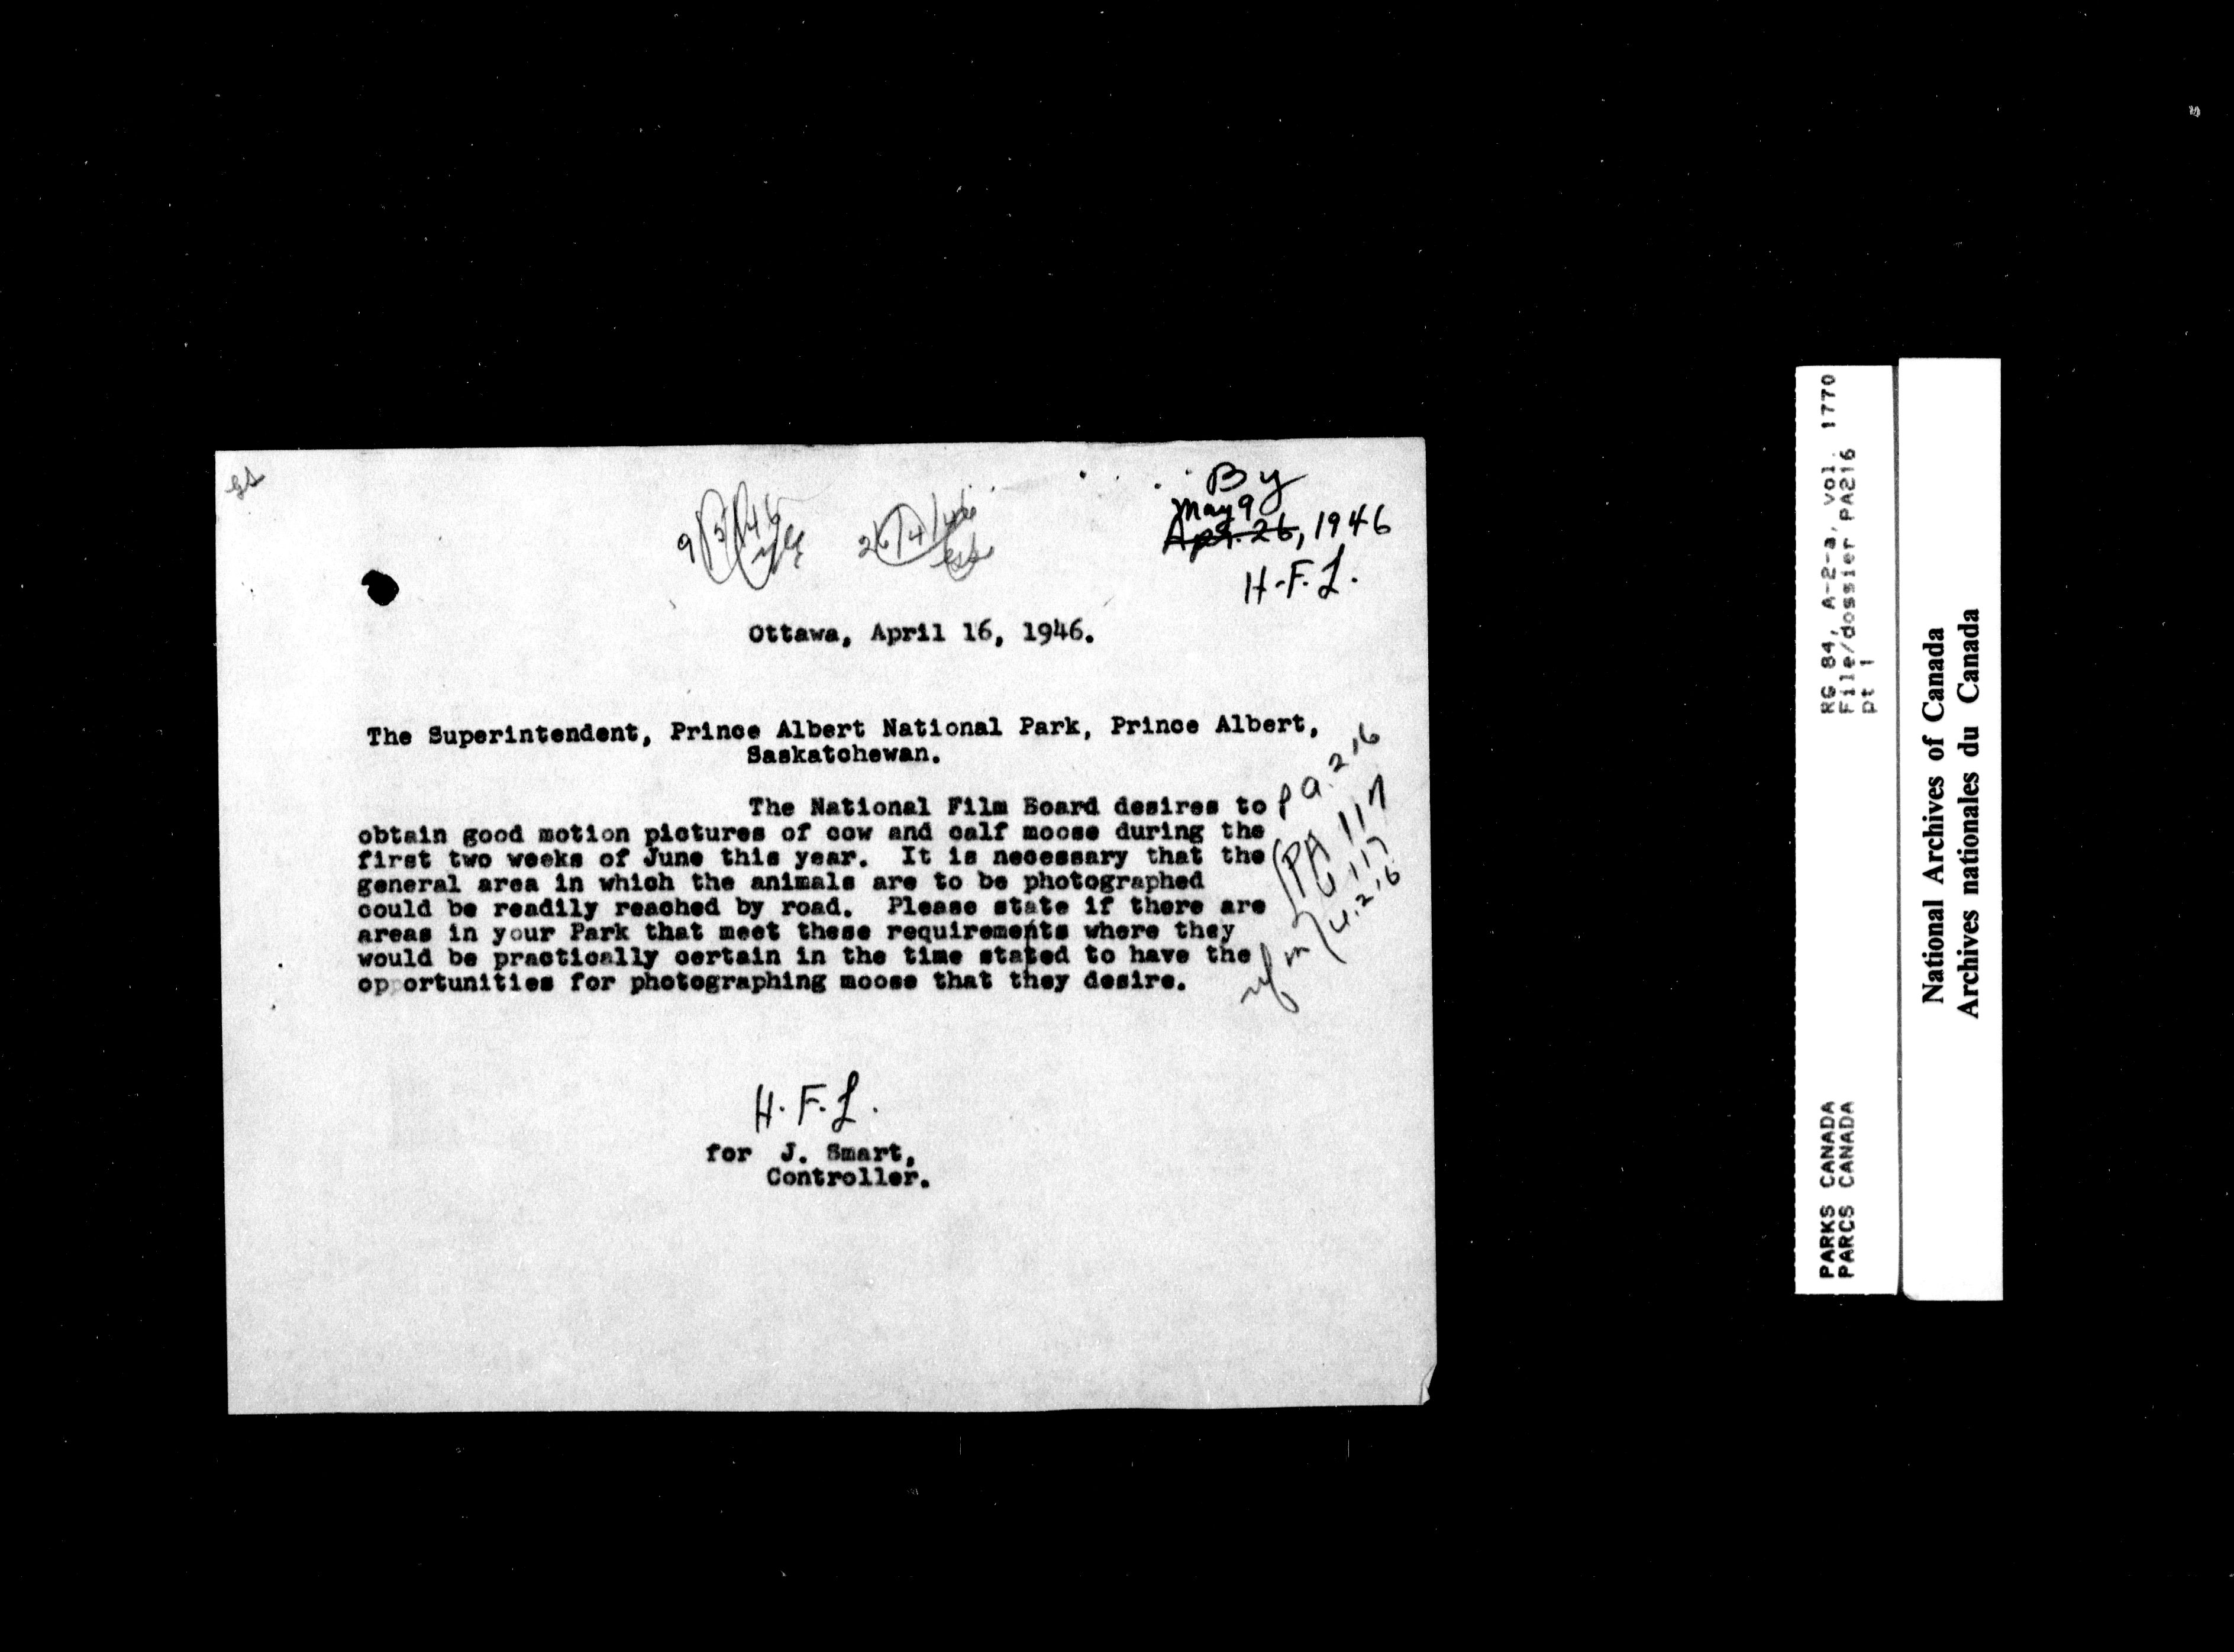 By
May 9
Apr. 26, 1946
H.F.L.
Ottawa, April 16, 1946.
The Superintendent, Prince Albert National Park, Prince Albert,
Saskatchewan.
The National Film Board desires to
obtain good motion pictures of cow and calf moose during the
first two weeks of June this year. It is necessary that the
general area in which the animals are to be photographed
could be readily reached by road. Please state if there are
areas in your Park that meet these requirements where they
would be practically certain in the time stated to have the
opportunities for photographing moose that they desire.
H.F.L.
for J. Smart,
Controller.
PA.216
PA 117
U.216
RG 84, A-2-a, vol. 1770
File/dossier PA216
pt 1
PARKS CANADA
PARCS CANADA
National Archives of Canada
Archives nationales du Canada